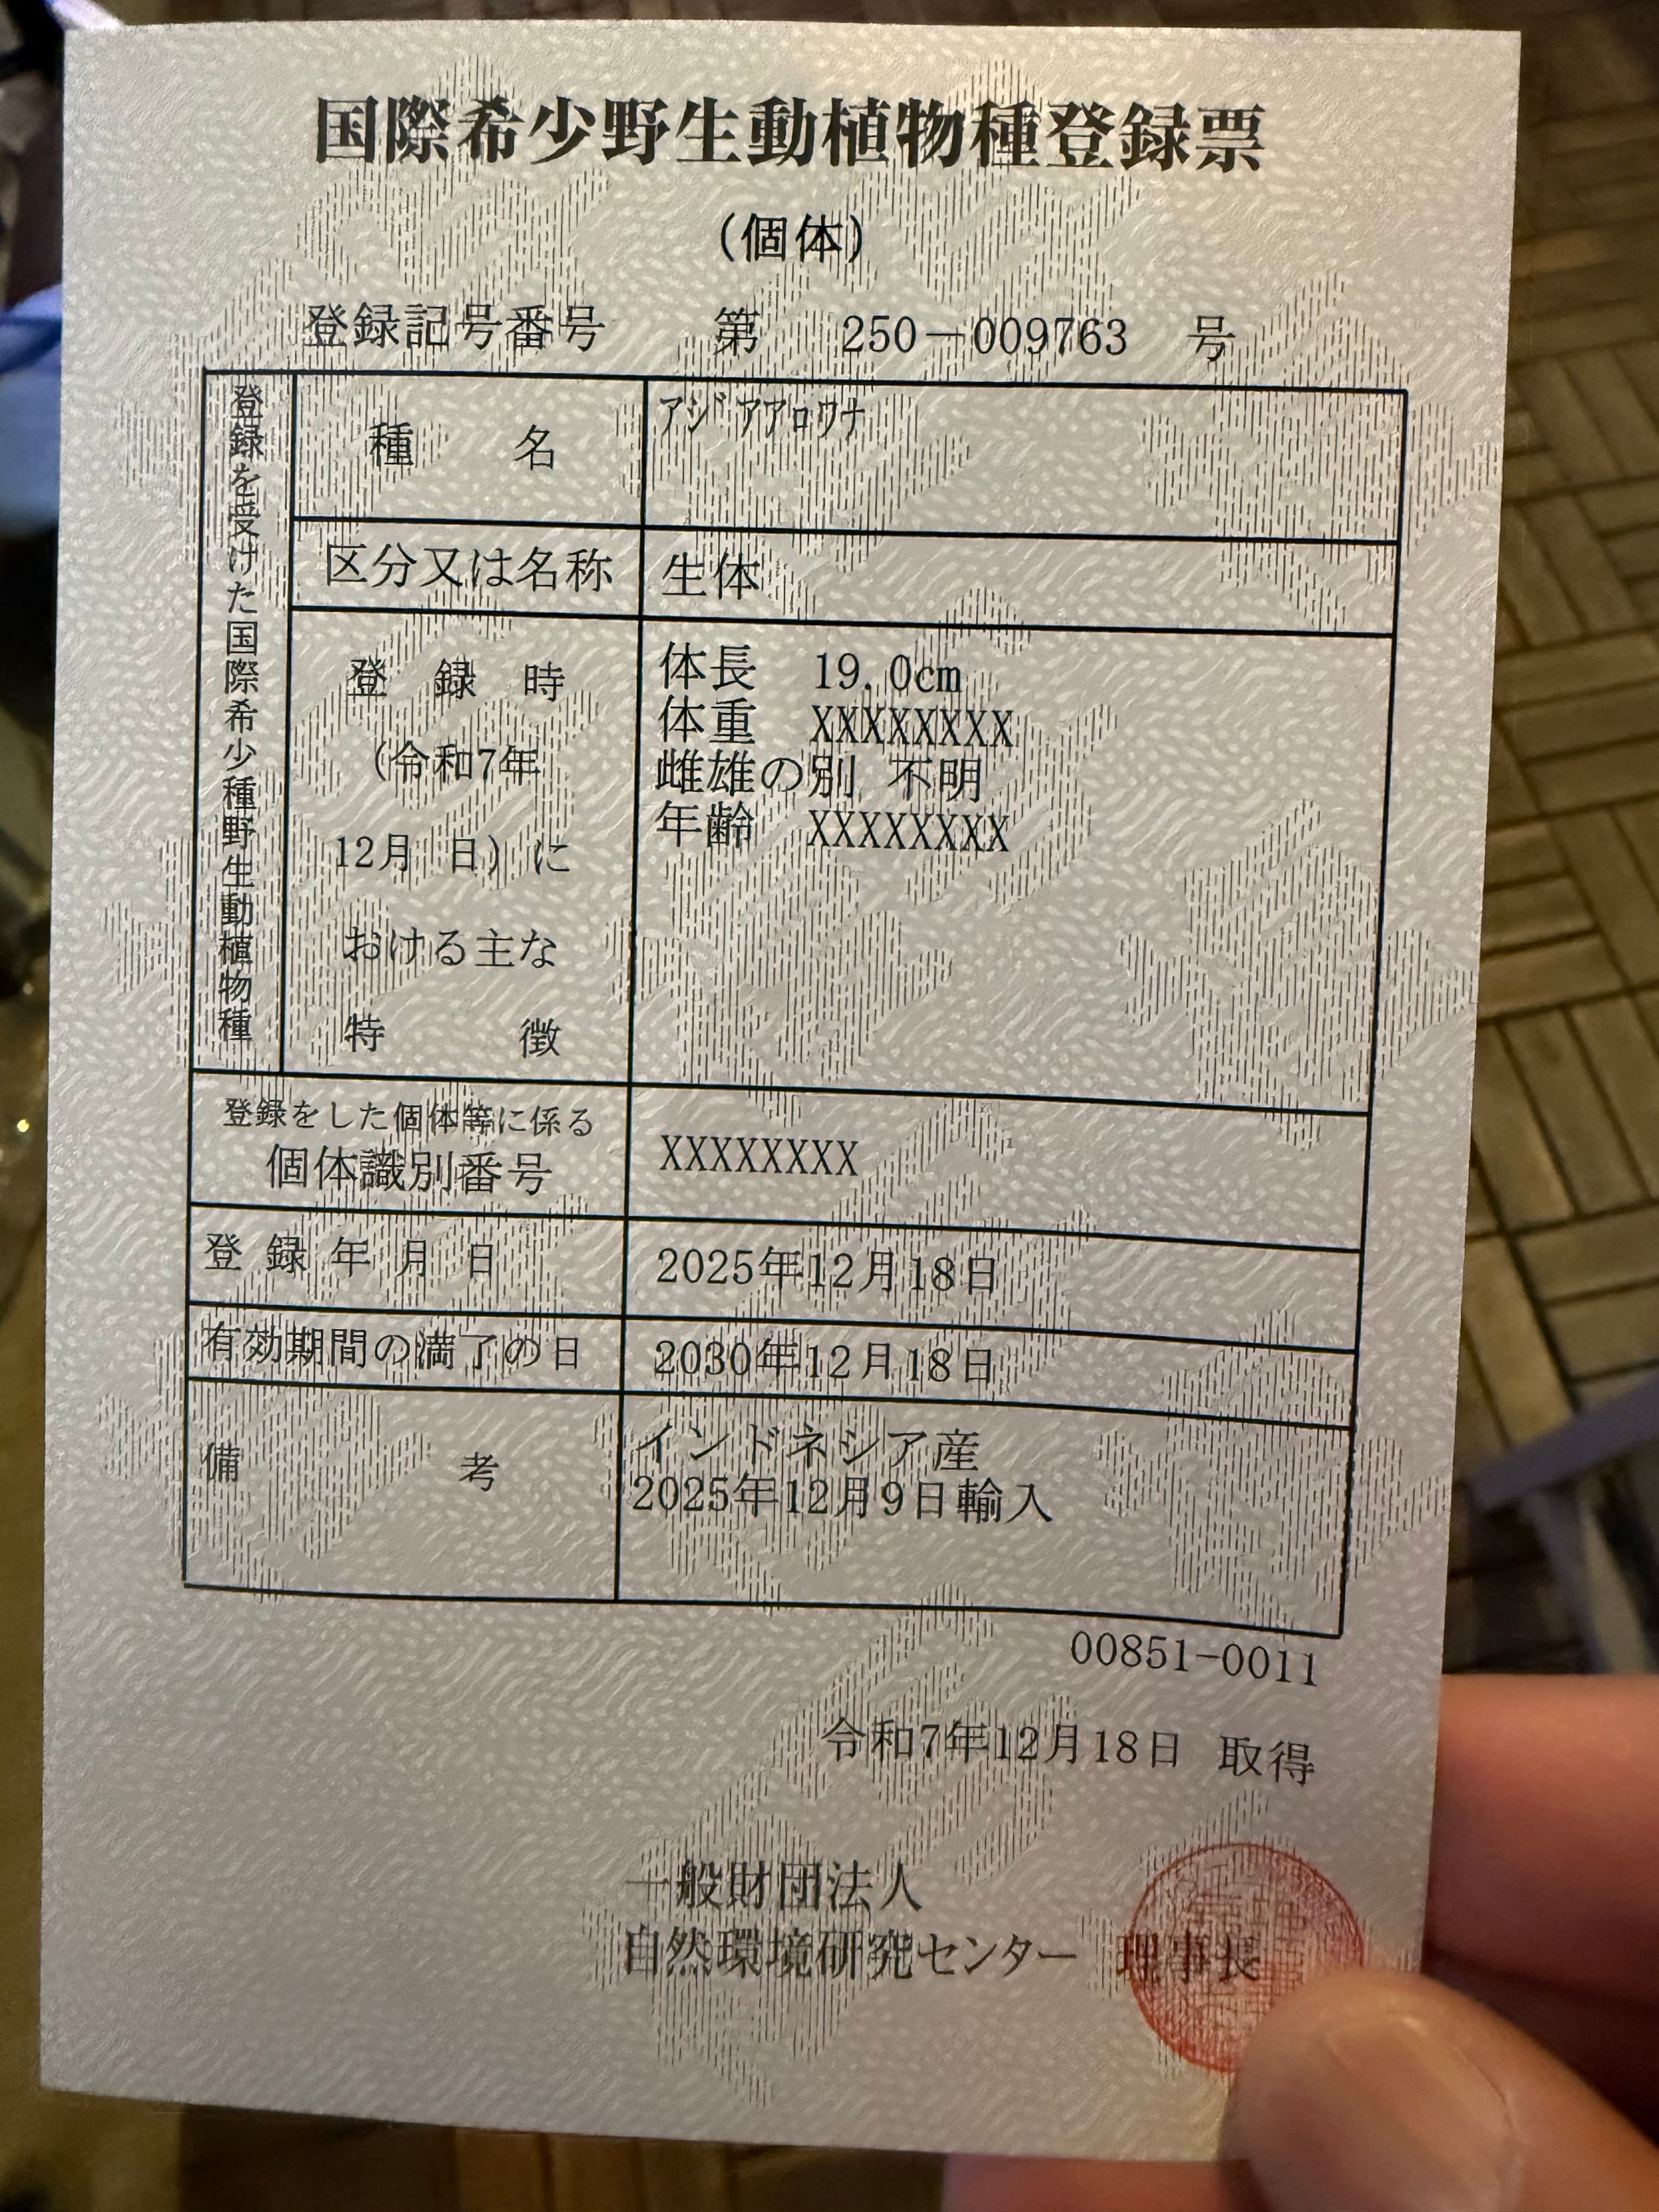 国際希少野生動植物種登録票
(個体)
登録記号番号 第 250－009763 号
登録を受けた国際希少種野生動植物種
種名 ｱｼﾞｱｱﾛﾜﾅ
区分又は名称 生体
登録時
(令和7年
12月 日) に
おける主な
特徴
体長 19.0cm
体重 XXXXXXXX
雌雄の別 不明
年齢 XXXXXXXX
登録をした個体等に係る
個体識別番号
XXXXXXXX
登録年月日 2025年12月18日
有効期間の満了の日 2030年12月18日
備考
インドネシア産
2025年12月9日輸入
00851-0011
令和7年12月18日 取得
一般財団法人
自然環境研究センター 理事長